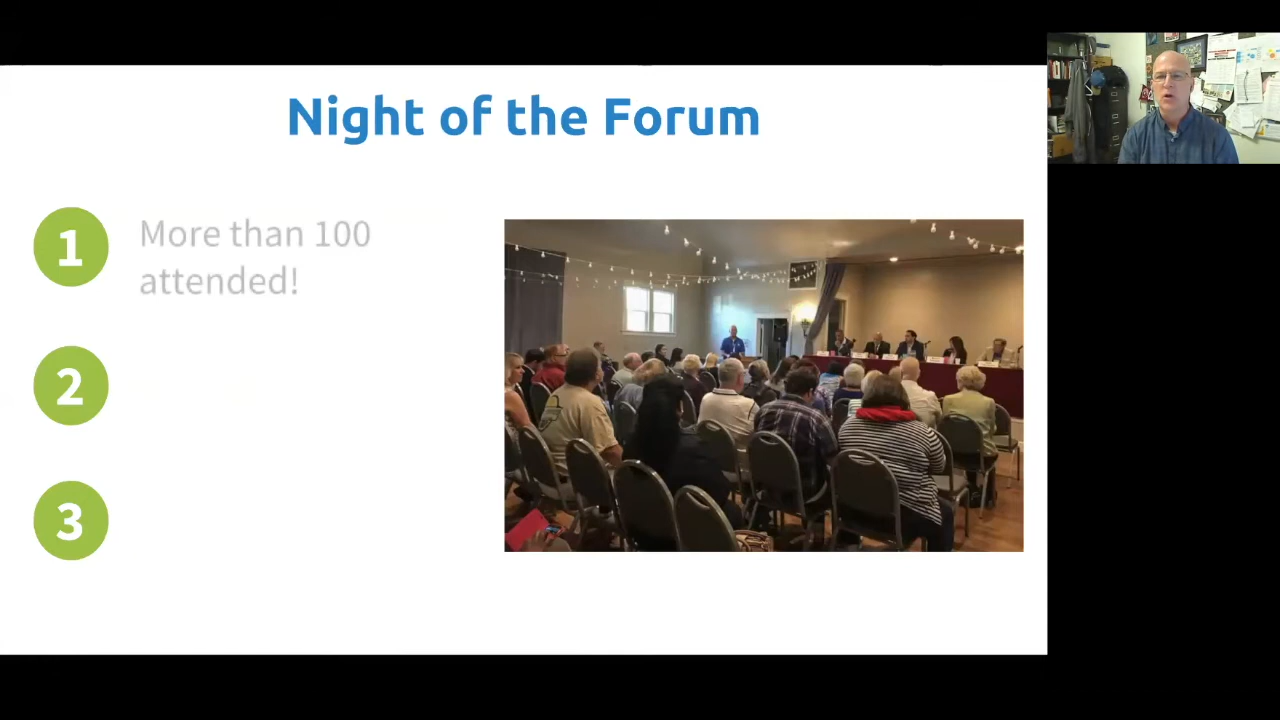 Night of the Forum
1
More than 100
attended!
2
3